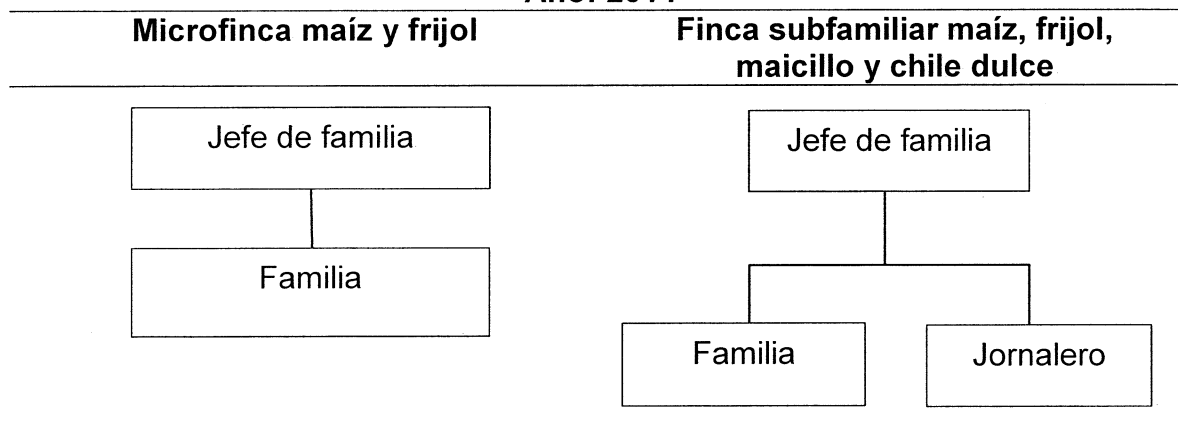 Microfinca maíz y frijol
Finca subfamiliar maíz, frijol,
maicillo y chile dulce
Jefe de familia
Familia
Jefe de familia
Familia
Jornalero